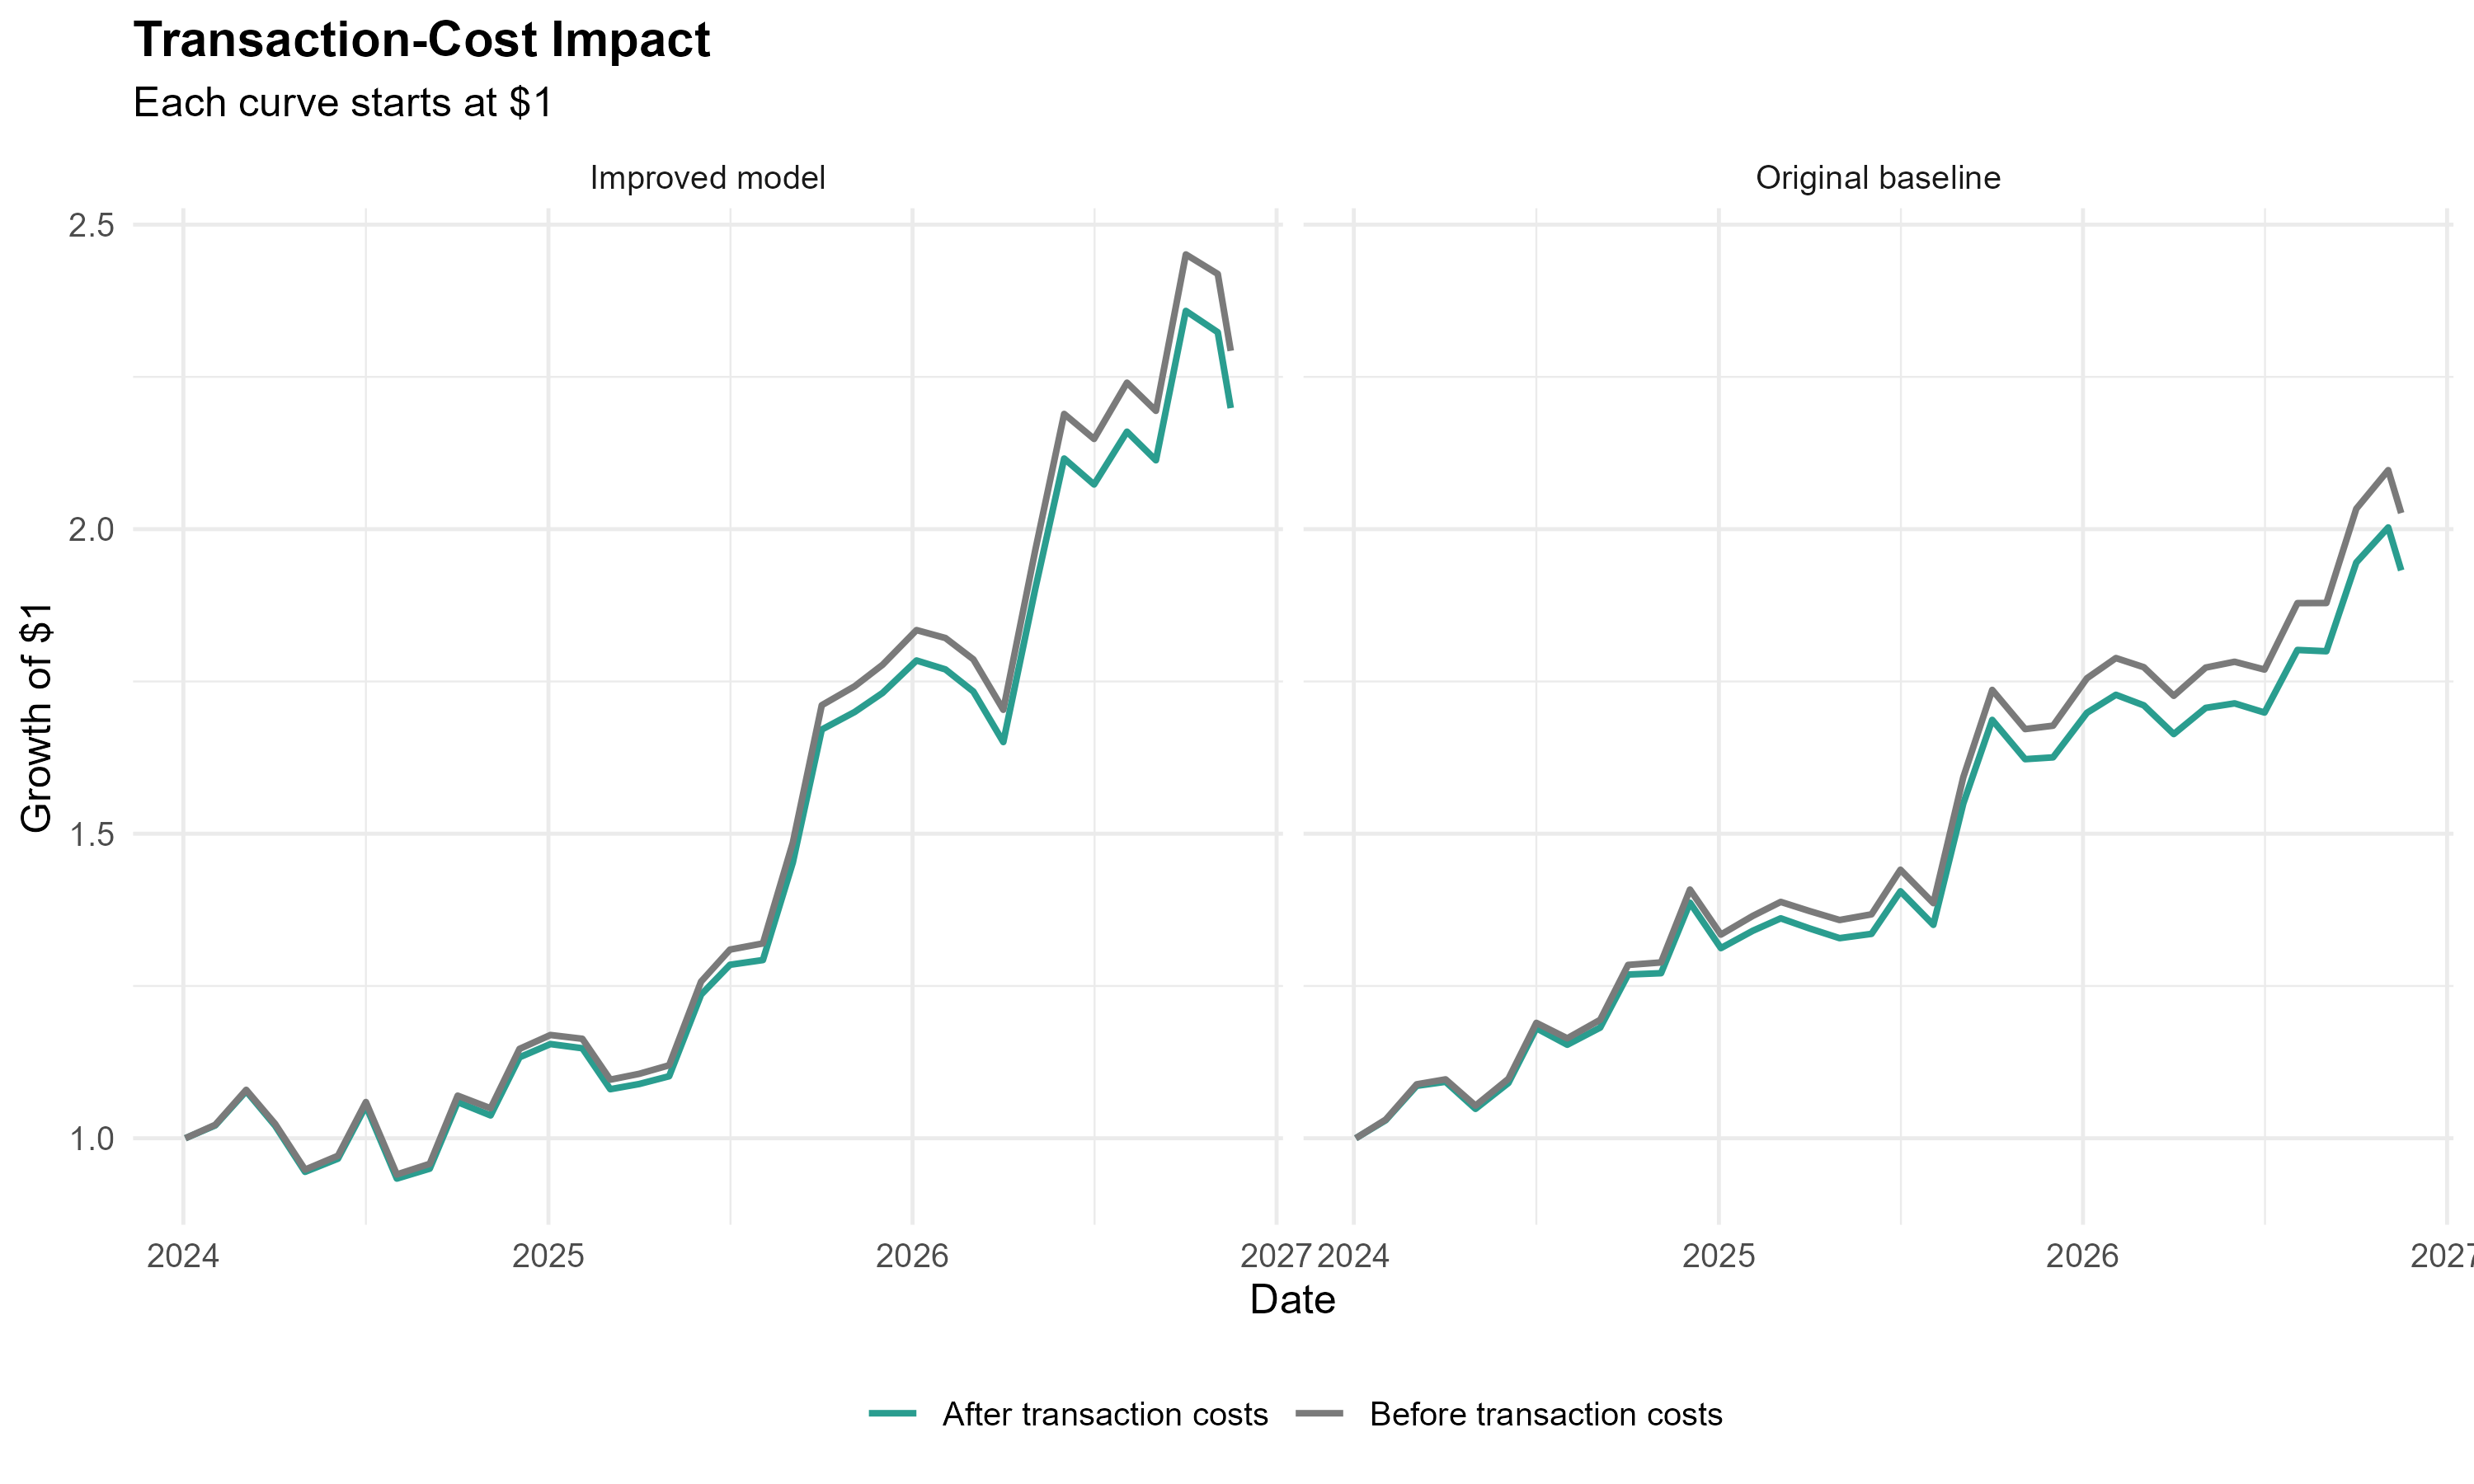 Transaction-Cost Impact
Each curve starts at $1
Improved model
Original baseline
2.5
2.0
1.5
1.0
Growth of $1
2024 2025 2026 2027
2024 2025 2026 2027
Date
After transaction costs
Before transaction costs